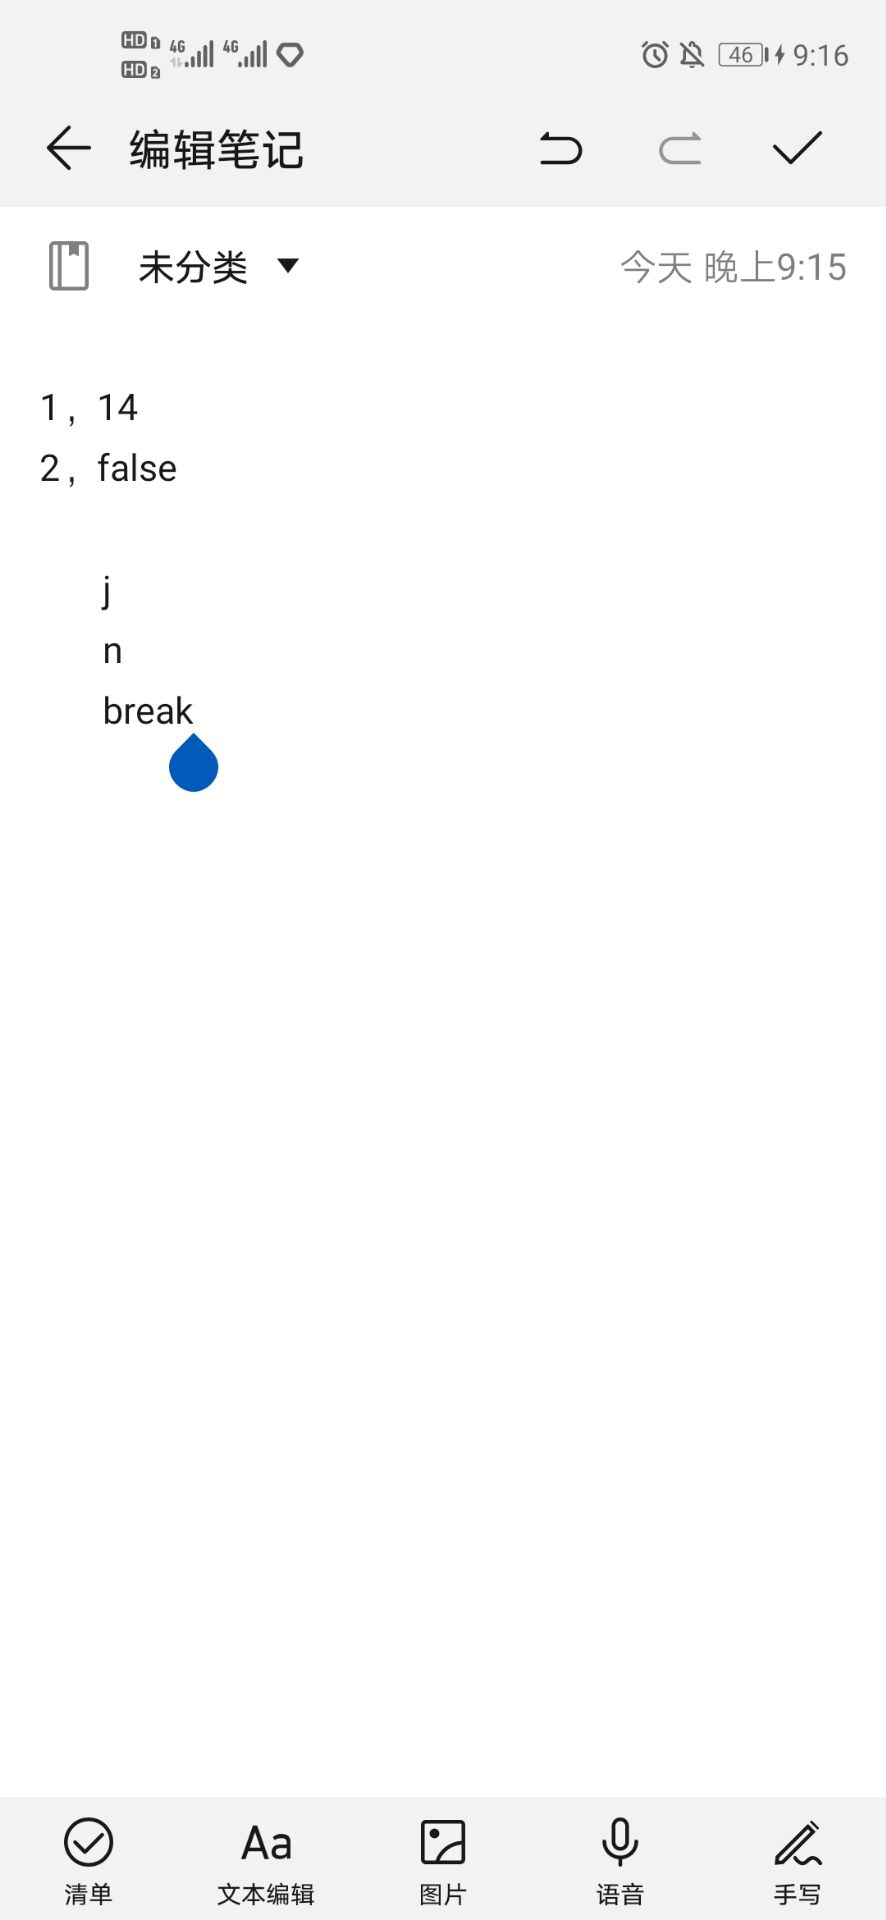 HD 1 4G 4G 46 9:16
HD 2
编辑笔记
未分类 今天 晚上9:15
1，14
2，false
j
n
break
Aa
清单 文本编辑 图片 语音 手写